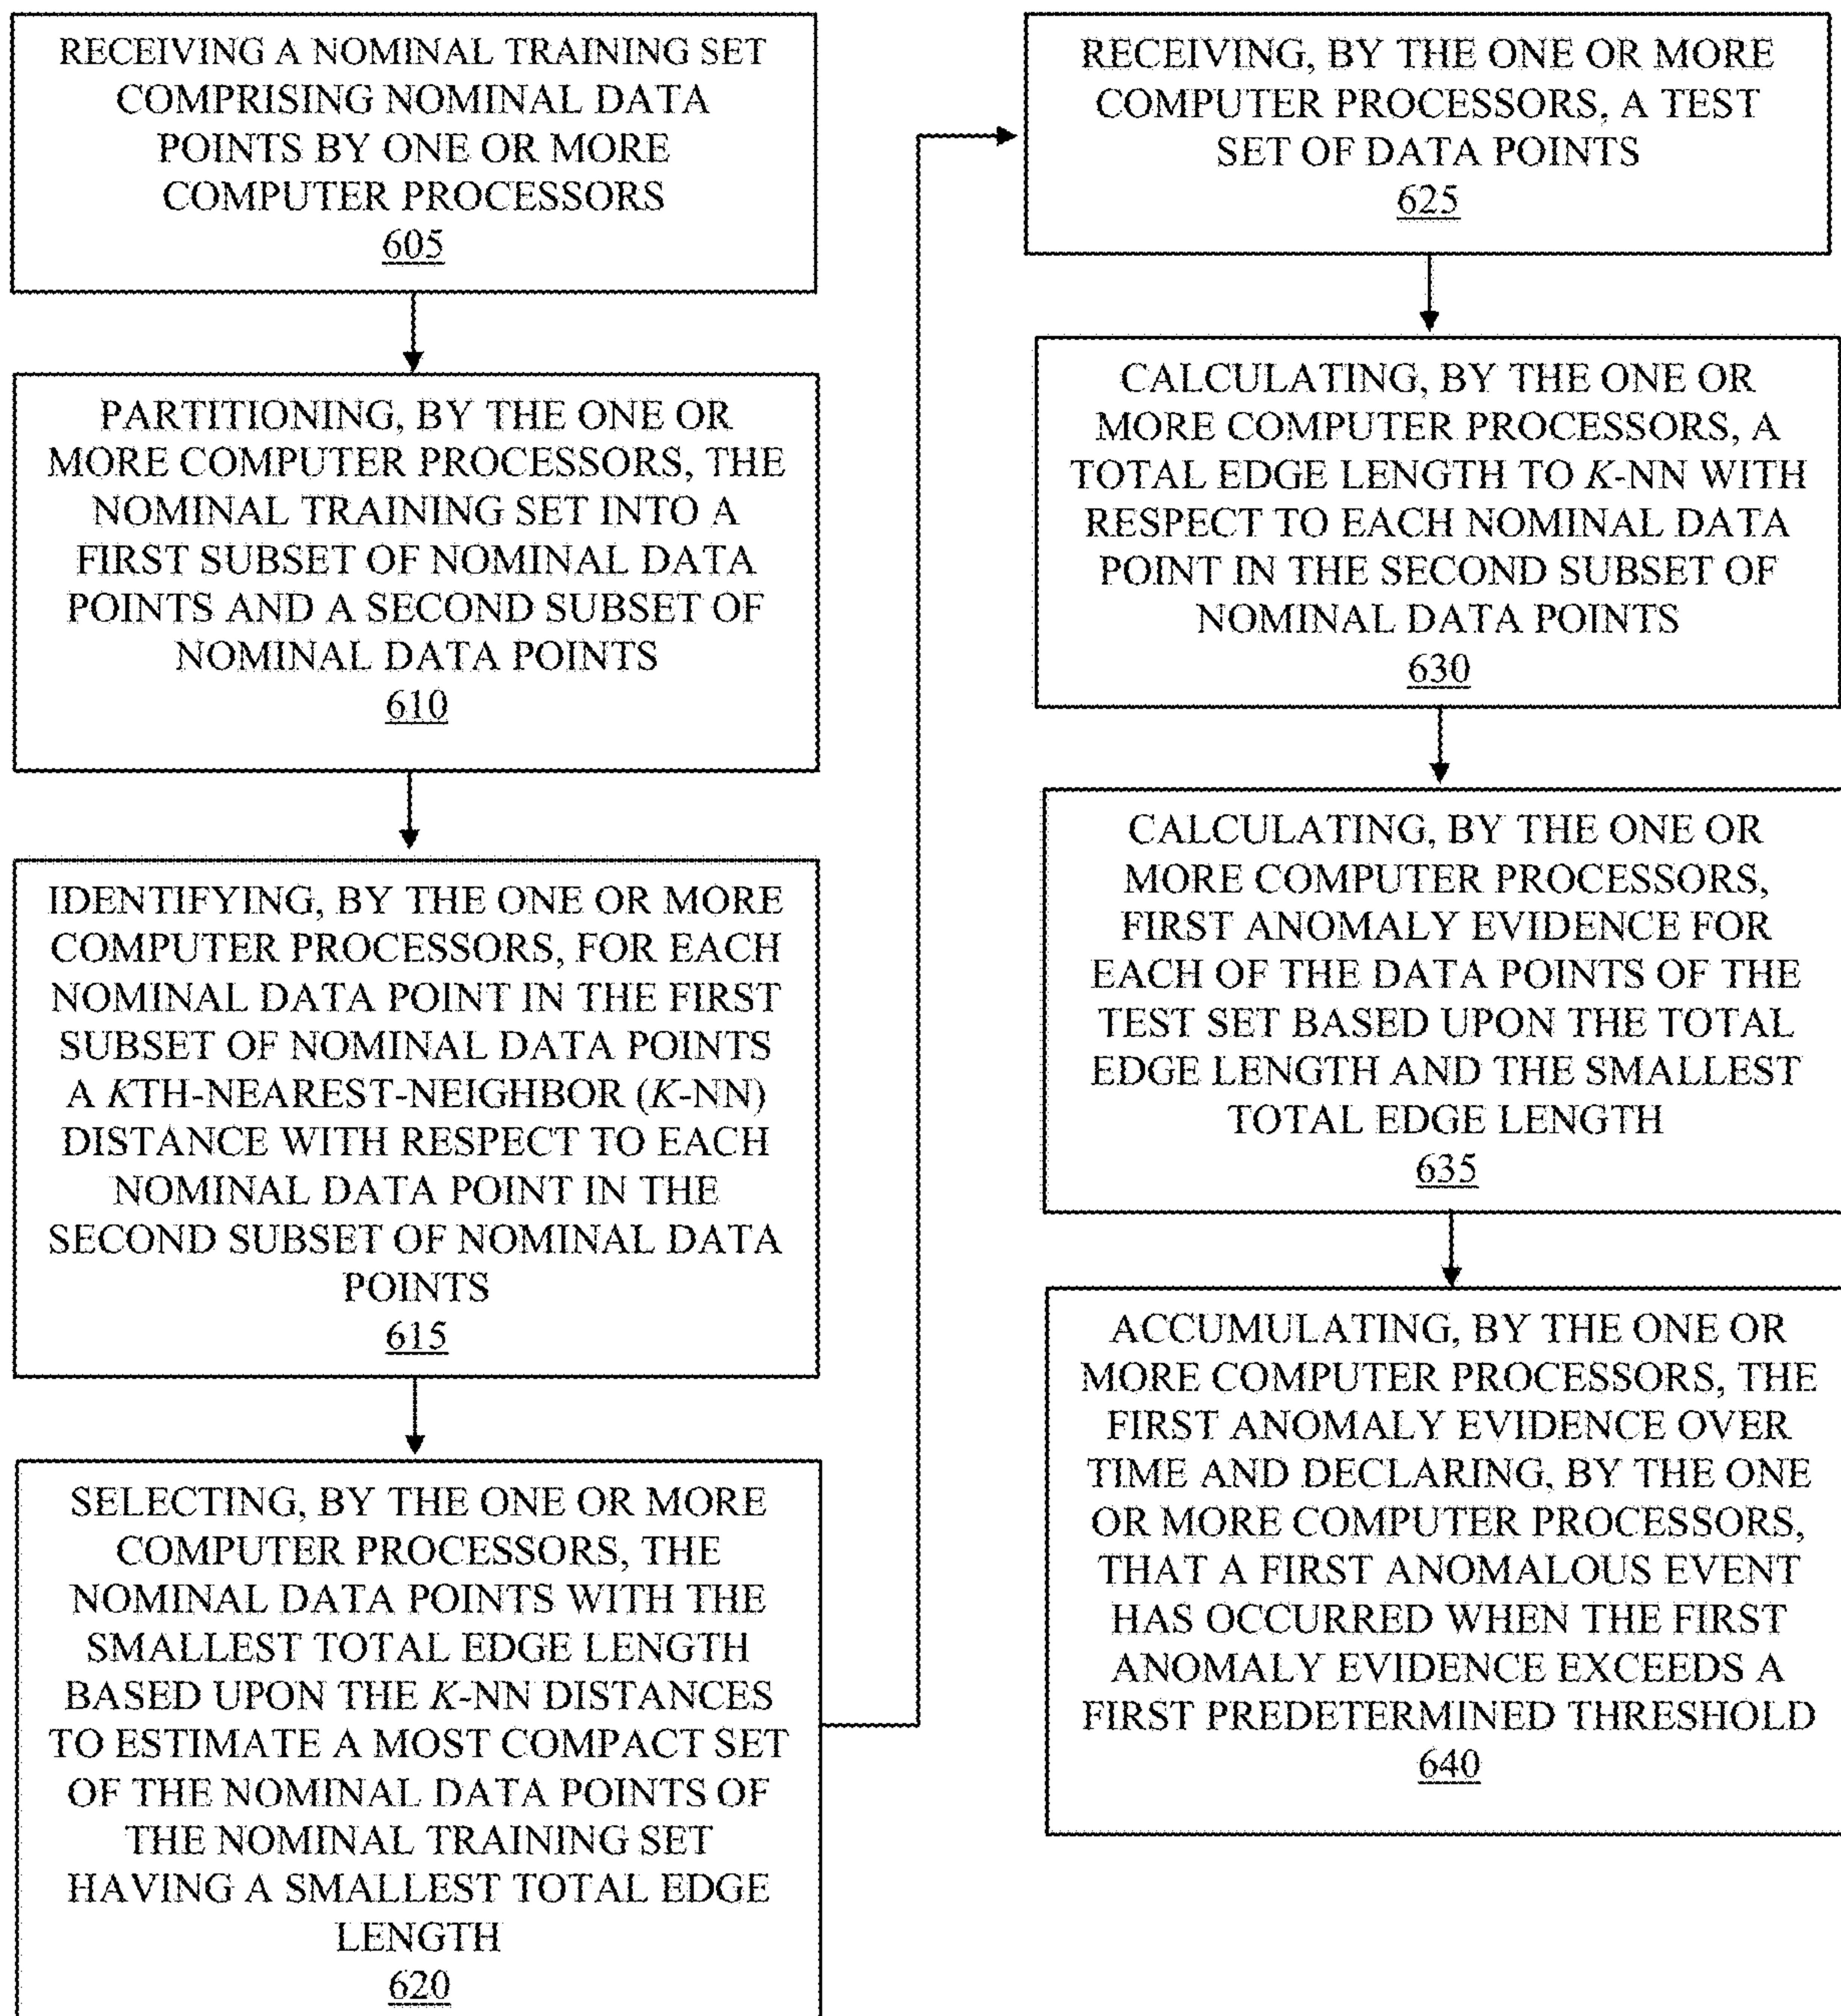 RECEIVING A NOMINAL TRAINING SET
COMPRISING NOMINAL DATA
POINTS BY ONE OR MORE
COMPUTER PROCESSORS
605
PARTITIONING, BY THE ONE OR
MORE COMPUTER PROCESSORS, THE
NOMINAL TRAINING SET INTO A
FIRST SUBSET OF NOMINAL DATA
POINTS AND A SECOND SUBSET OF
NOMINAL DATA POINTS
610
IDENTIFYING, BY THE ONE OR MORE
COMPUTER PROCESSORS, FOR EACH
NOMINAL DATA POINT IN THE FIRST
SUBSET OF NOMINAL DATA POINTS
A KTH-NEAREST-NEIGHBOR (K-NN)
DISTANCE WITH RESPECT TO EACH
NOMINAL DATA POINT IN THE
SECOND SUBSET OF NOMINAL DATA
POINTS
615
SELECTING, BY THE ONE OR MORE
COMPUTER PROCESSORS, THE
NOMINAL DATA POINTS WITH THE
SMALLEST TOTAL EDGE LENGTH
BASED UPON THE K-NN DISTANCES
TO ESTIMATE A MOST COMPACT SET
OF THE NOMINAL DATA POINTS OF
THE NOMINAL TRAINING SET
HAVING A SMALLEST TOTAL EDGE
LENGTH
620
RECEIVING, BY THE ONE OR MORE
COMPUTER PROCESSORS, A TEST
SET OF DATA POINTS
625
CALCULATING, BY THE ONE OR
MORE COMPUTER PROCESSORS, A
TOTAL EDGE LENGTH TO K-NN WITH
RESPECT TO EACH NOMINAL DATA
POINT IN THE SECOND SUBSET OF
NOMINAL DATA POINTS
630
CALCULATING, BY THE ONE OR
MORE COMPUTER PROCESSORS,
FIRST ANOMALY EVIDENCE FOR
EACH OF THE DATA POINTS OF THE
TEST SET BASED UPON THE TOTAL
EDGE LENGTH AND THE SMALLEST
TOTAL EDGE LENGTH
635
ACCUMULATING, BY THE ONE OR
MORE COMPUTER PROCESSORS, THE
FIRST ANOMALY EVIDENCE OVER
TIME AND DECLARING, BY THE ONE
OR MORE COMPUTER PROCESSORS,
THAT A FIRST ANOMALOUS EVENT
HAS OCCURRED WHEN THE FIRST
ANOMALY EVIDENCE EXCEEDS A
FIRST PREDETERMINED THRESHOLD
640